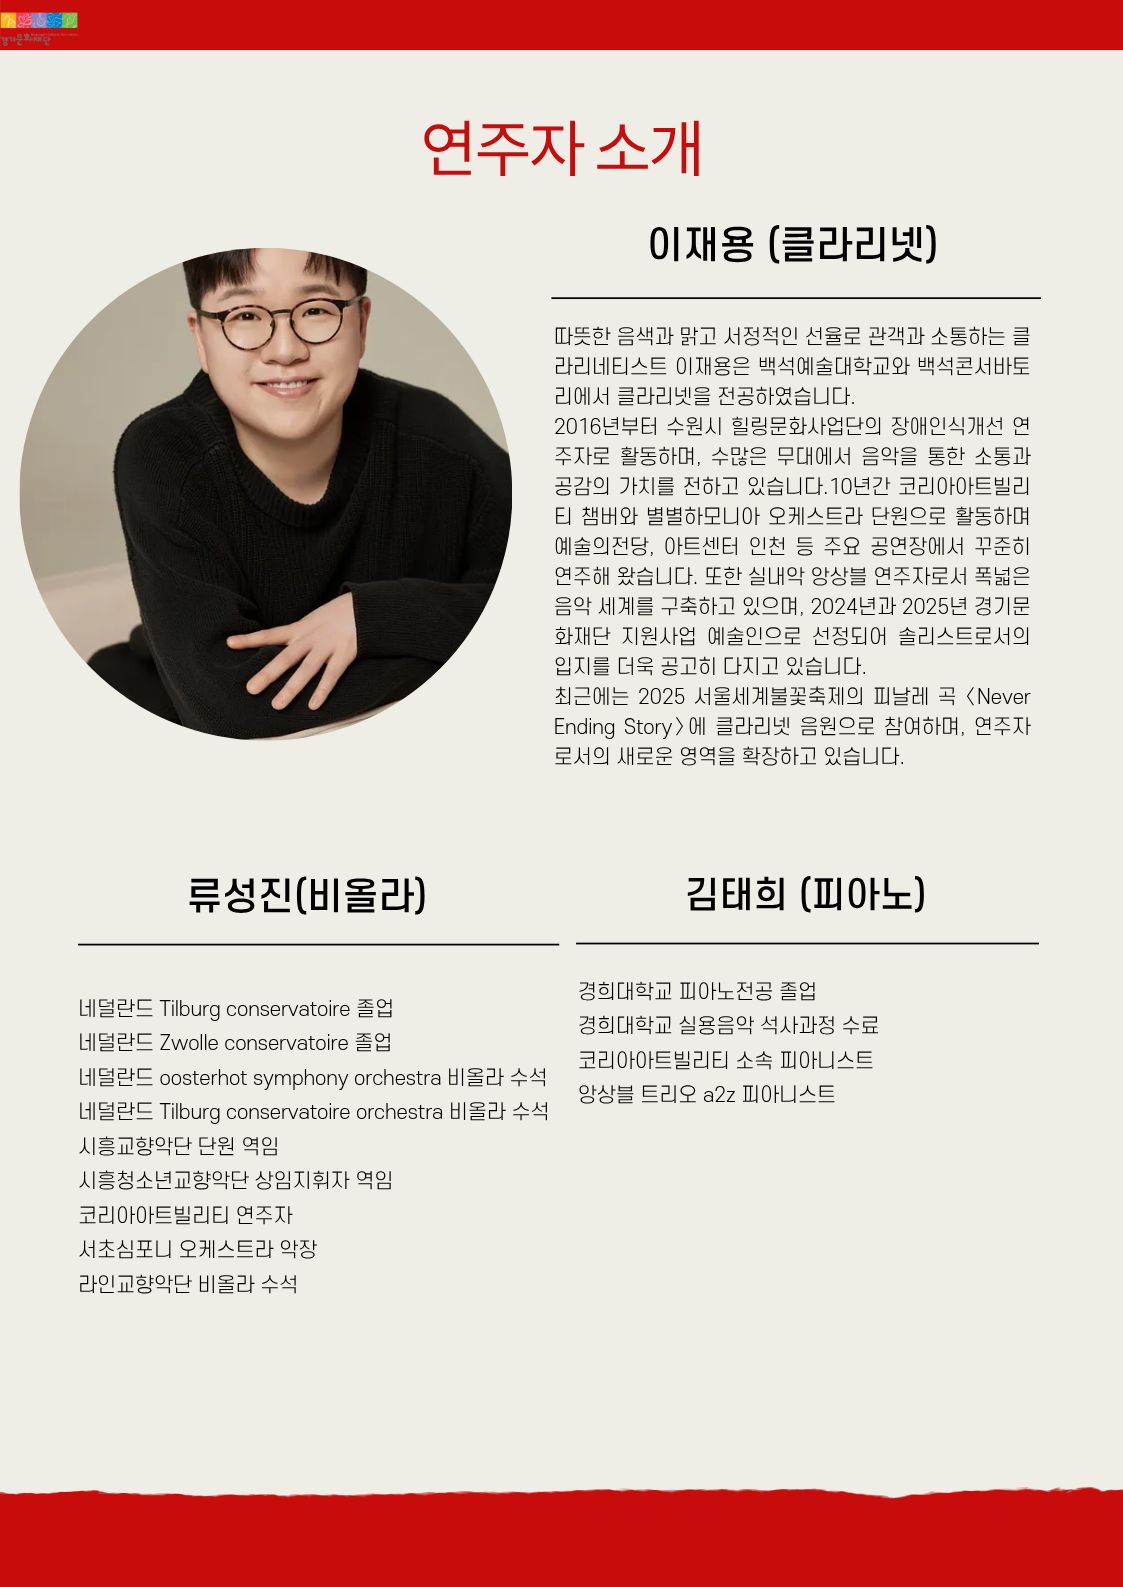 경기문화재단
연주자 소개
이재용 (클라리넷)
따뜻한 음색과 맑고 서정적인 선율로 관객과 소통하는 클
라리네티스트 이재용은 백석예술대학교와 백석콘서바토
리에서 클라리넷을 전공하였습니다.
2016년부터 수원시 힐링문화사업단의 장애인식개선 연
주자로 활동하며, 수많은 무대에서 음악을 통한 소통과
공감의 가치를 전하고 있습니다.10년간 코리아아트빌리
티 챔버와 별별하모니아 오케스트라 단원으로 활동하며
예술의전당, 아트센터 인천 등 주요 공연장에서 꾸준히
연주해 왔습니다. 또한 실내악 앙상블 연주자로서 폭넓은
음악 세계를 구축하고 있으며, 2024년과 2025년 경기문
화재단 지원사업 예술인으로 선정되어 솔리스트로서의
입지를 더욱 공고히 다지고 있습니다.
최근에는 2025 서울세계불꽃축제의 피날레 곡 〈Never
Ending Story〉에 클라리넷 음원으로 참여하며, 연주자
로서의 새로운 영역을 확장하고 있습니다.
류성진(비올라)
네덜란드 Tilburg conservatoire 졸업
네덜란드 Zwolle conservatoire 졸업
네덜란드 oosterhot symphony orchestra 비올라 수석
네덜란드 Tilburg conservatoire orchestra 비올라 수석
시흥교향악단 단원 역임
시흥청소년교향악단 상임지휘자 역임
코리아아트빌리티 연주자
서초심포니 오케스트라 악장
라인교향악단 비올라 수석
김태희 (피아노)
경희대학교 피아노전공 졸업
경희대학교 실용음악 석사과정 수료
코리아아트빌리티 소속 피아니스트
앙상블 트리오 a2z 피아니스트